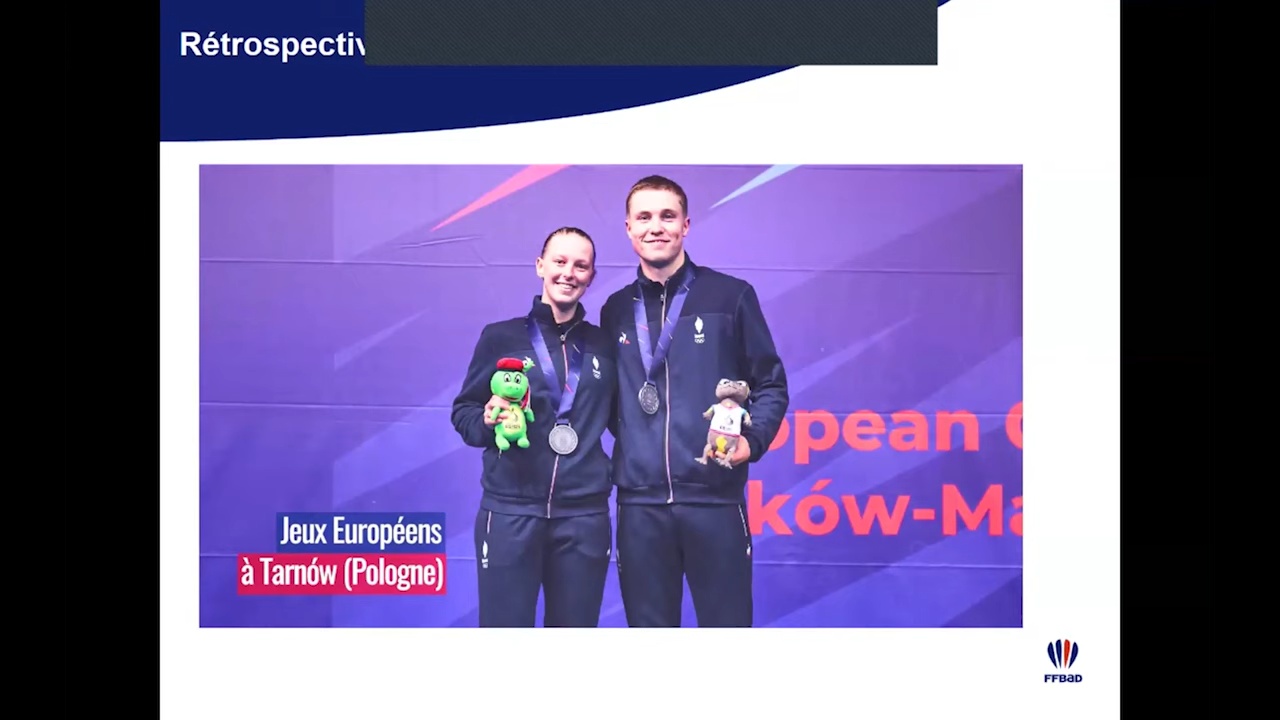 Rétrospectiv
opean
ków-Ma
Jeux Européens
à Tarnów (Pologne)
FFBaD